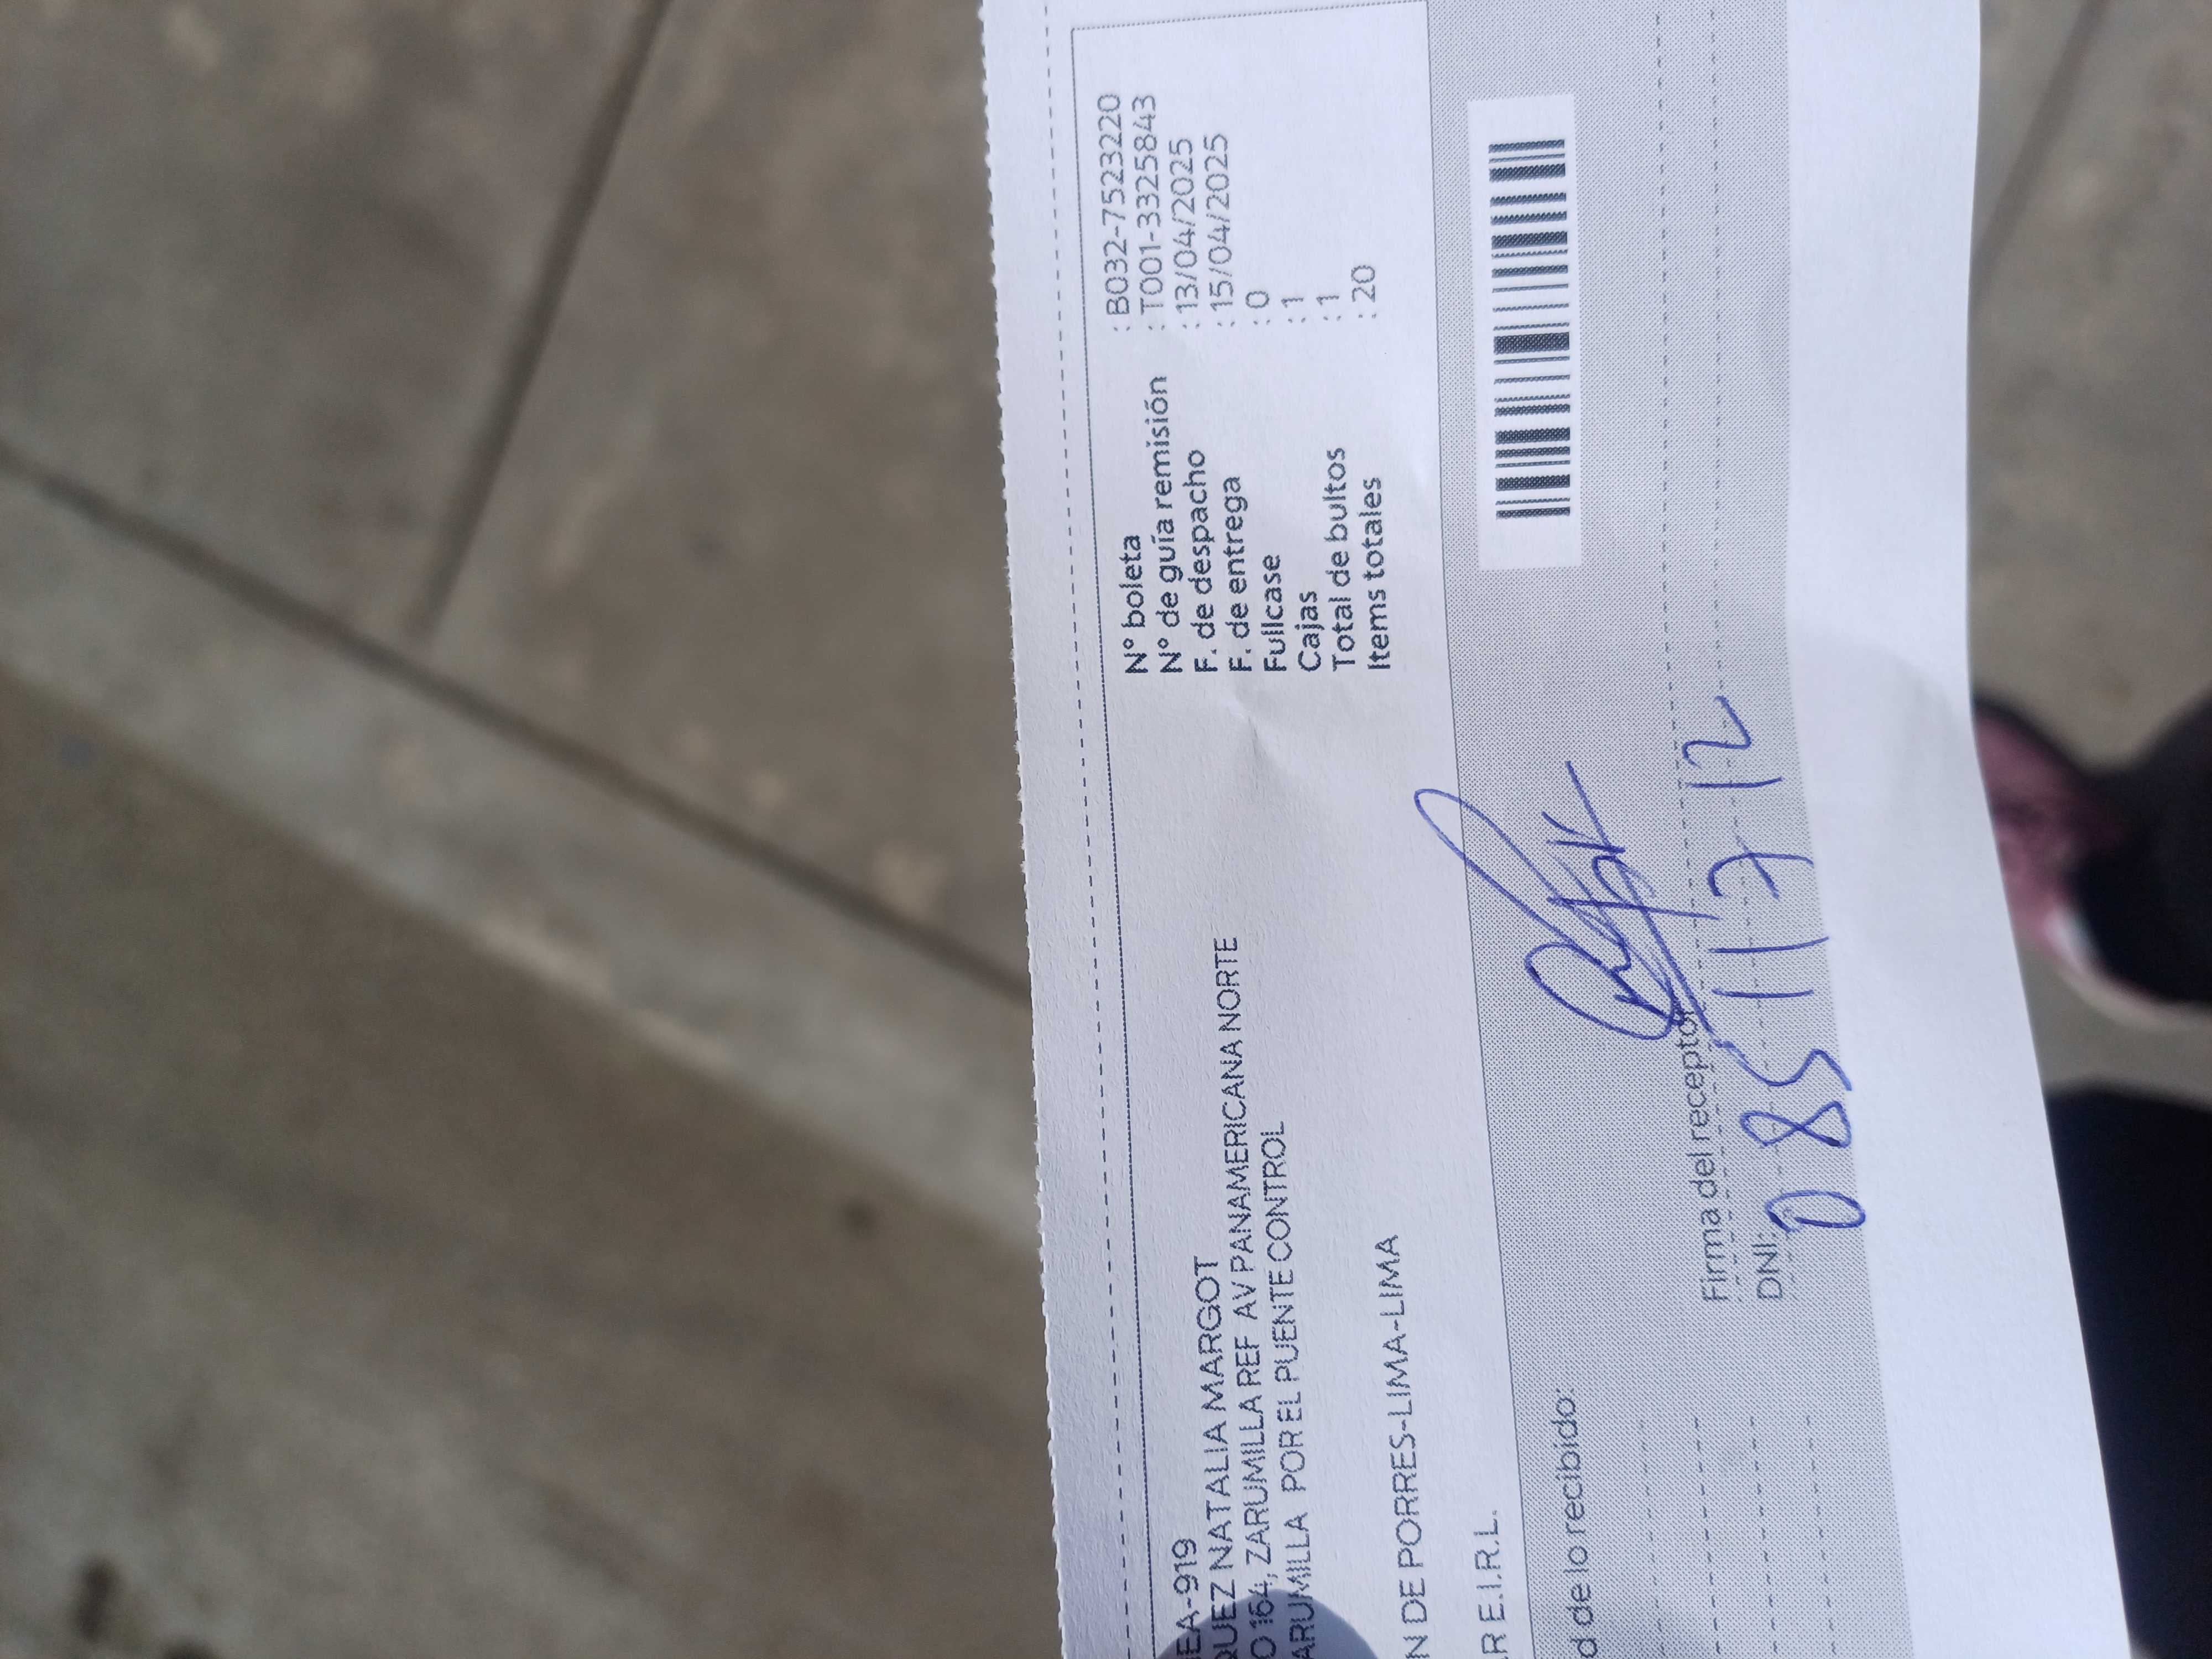 EA-919
QUEZ NATALIA MARGOT
O 164, ZARUMILLA REF AV PANAMERICANA NORTE
ARUMILLA POR EL PUENTE CONTROL
N DE PORRES-LIMA-LIMA
R E.I.R.L.
N° boleta : B032-7523220
N° de guía remisión : T001-3325843
F. de despacho : 13/04/2025
F. de entrega : 15/04/2025
Fullcase : 0
Cajas : 1
Total de bultos : 1
Items totales : 20
d de lo recibido:
Firma del receptor
DNI: 08511712